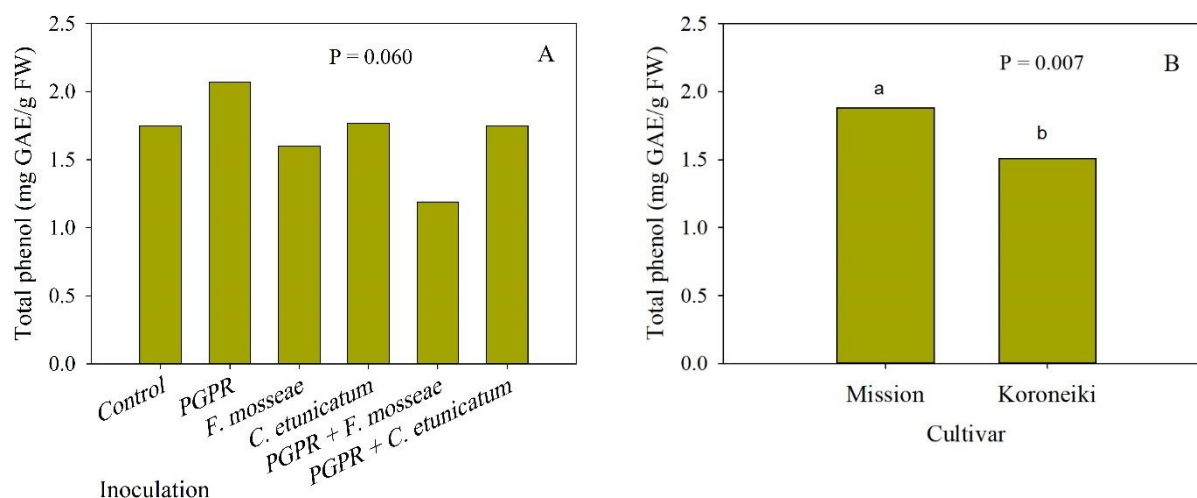 A
P = 0.060
Total phenol (mg GAE/g FW)
2.5
2.0
1.5
1.0
0.5
0.0
Control
PGPR
F. mosseae
C. etunicatum
PGPR + F. mosseae
PGPR + C. etunicatum
Inoculation
B
P = 0.007
Total phenol (mg GAE/g FW)
2.5
2.0
1.5
1.0
0.5
0.0
a
b
Mission
Koroneiki
Cultivar